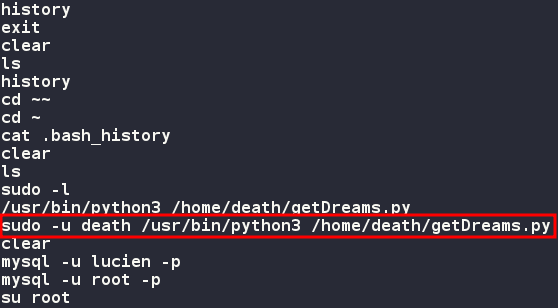 history
exit
clear
ls
history
cd ~~
cd ~
cat .bash_history
clear
ls
sudo -l
/usr/bin/python3 /home/death/getDreams.py
sudo -u death /usr/bin/python3 /home/death/getDreams.py
clear
mysql -u lucien -p
mysql -u root -p
su root